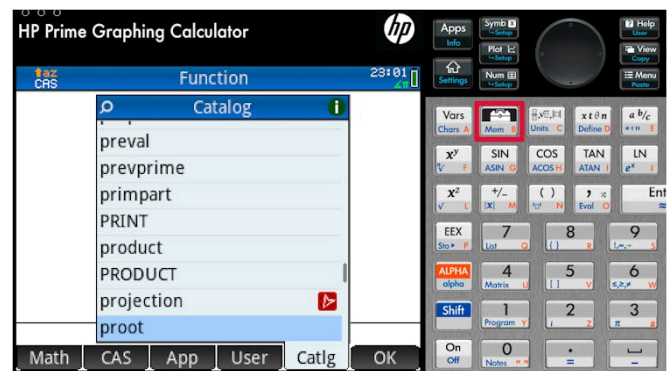 HP Prime Graphing Calculator
hp
↑az
CAS
Function
23:01
∠π
Catalog
i
preval
prevprime
primpart
PRINT
product
PRODUCT
projection
proot
Math CAS App User Catlg OK
Apps
Info
Symb
Setup
Help
User
Plot
Setup
View
Copy
Settings
Num
Setup
Menu
Paste
Vars
Chars A
Mem B
Units C
x t θ n
Define D
a b/c
E
xʸ
F
SIN
ASIN G
COS
ACOS H
TAN
ATAN I
LN
eˣ J
x²
√ L
+/-
|x| M
( )
N
,
Eval O
Ent
≈
EEX
Sto ▸ P
7
List Q
8
{ } R
9
S
ALPHA
alpha
4
Matrix U
5
[ ] V
6
≤,≥,≠ W
Shift
1
Program Y
2
i Z
3
π #
On
Off
0
Notes " "
.
=
_